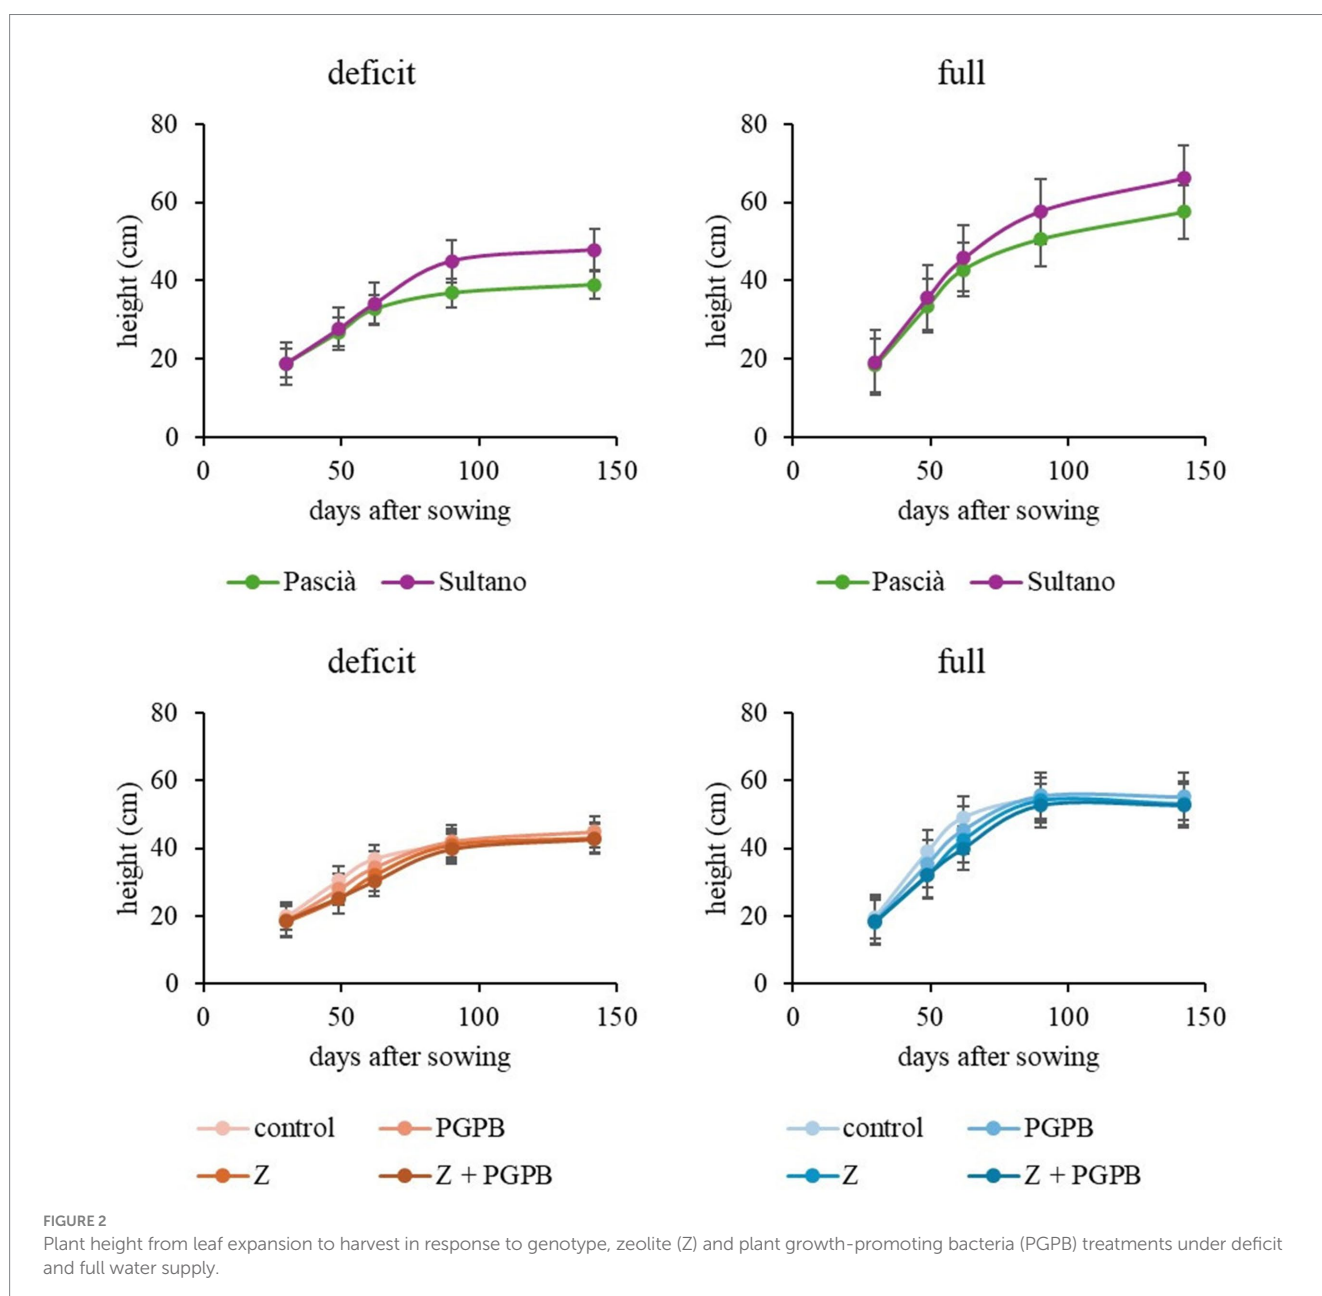 deficit
80
60
40
20
0
height (cm)
0 50 100 150
days after sowing
Pascià Sultano
full
80
60
40
20
0
height (cm)
0 50 100 150
days after sowing
Pascià Sultano
deficit
80
60
40
20
0
height (cm)
0 50 100 150
days after sowing
control PGPB
Z Z + PGPB
full
80
60
40
20
0
height (cm)
0 50 100 150
days after sowing
control PGPB
Z Z + PGPB
FIGURE 2
Plant height from leaf expansion to harvest in response to genotype, zeolite (Z) and plant growth-promoting bacteria (PGPB) treatments under deficit
and full water supply.